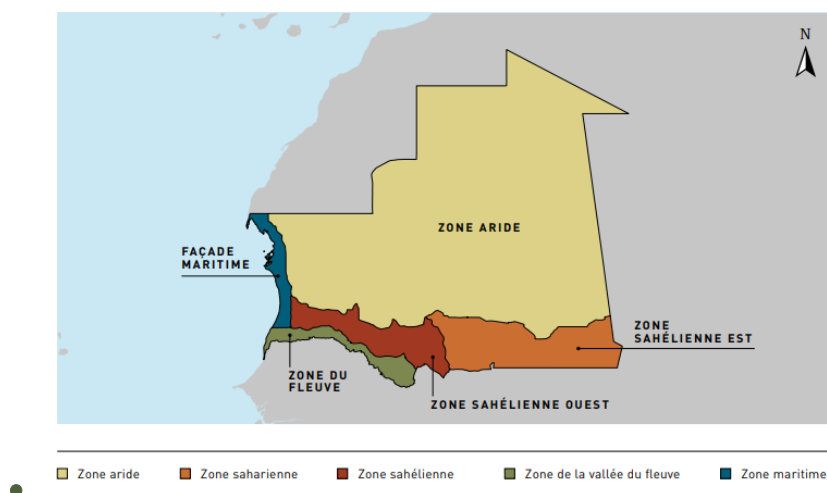 N
ZONE ARIDE
FAÇADE
MARITIME
ZONE
SAHÉLIENNE EST
ZONE DU
FLEUVE
ZONE SAHÉLIENNE OUEST
Zone aride Zone saharienne Zone sahélienne Zone de la vallée du fleuve Zone maritime